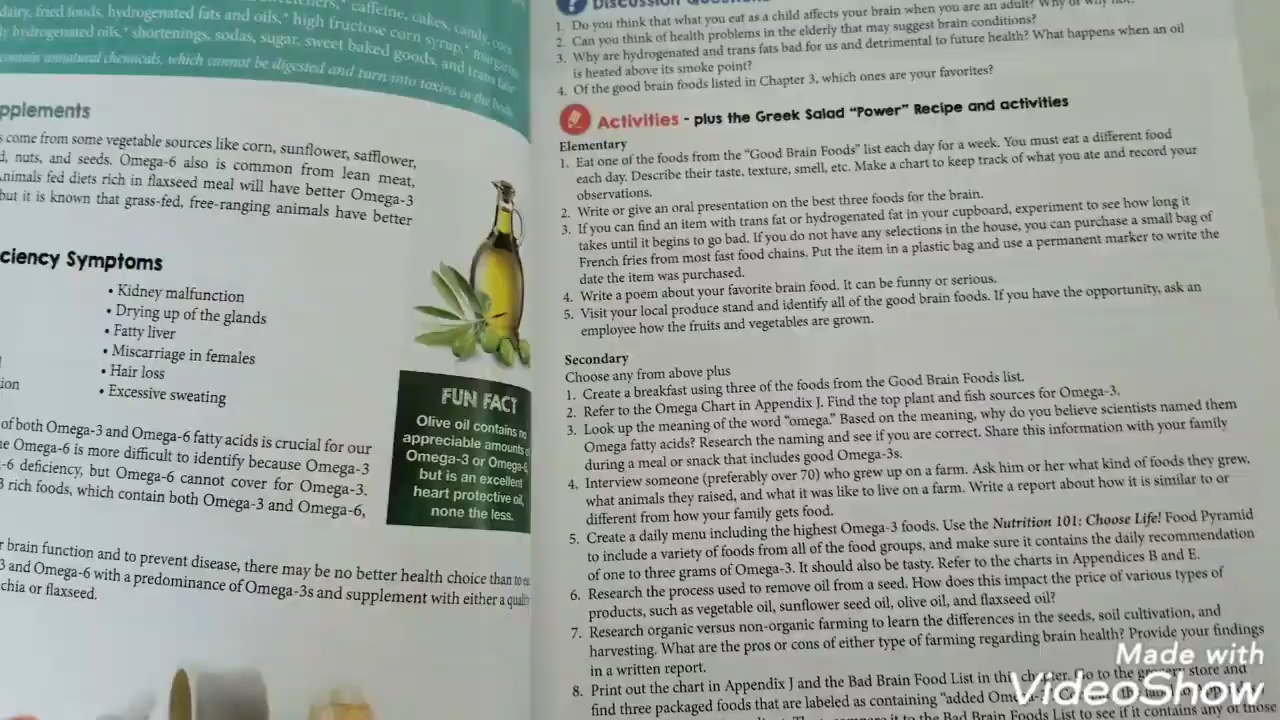 caffeine, cakes, candy, corn
dairy, fried foods, hydrogenated fats and oils,* high fructose corn syrup,* margarine
hydrogenated oils,* shortenings, sodas, sugar, sweet baked goods, and trans fats
contain unnatural chemicals, which cannot be digested and turn into toxins in the body.
pplements
come from some vegetable sources like corn, sunflower, safflower,
nuts, and seeds. Omega-6 also is common from lean meat,
nimals fed diets rich in flaxseed meal will have better Omega-3
but it is known that grass-fed, free-ranging animals have better
ciency Symptoms
• Kidney malfunction
• Drying up of the glands
• Fatty liver
• Miscarriage in females
• Hair loss
ion
• Excessive sweating
FUN FACT
Olive oil contains no
appreciable amounts of
Omega-3 or Omega-6,
but is an excellent
heart protective oil,
none the less.
of both Omega-3 and Omega-6 fatty acids is crucial for our
Omega-6 is more difficult to identify because Omega-3
-6 deficiency, but Omega-6 cannot cover for Omega-3.
3 rich foods, which contain both Omega-3 and Omega-6,
r brain function and to prevent disease, there may be no better health choice than to
3 and Omega-6 with a predominance of Omega-3s and supplement with either a quality
chia or flaxseed.
Discussion Questions
1. Do you think that what you eat as a child affects your brain when you are an adult? Why or why not?
2. Can you think of health problems in the elderly that may suggest brain conditions?
3. Why are hydrogenated and trans fats bad for us and detrimental to future health? What happens when an oil
is heated above its smoke point?
4. Of the good brain foods listed in Chapter 3, which ones are your favorites?
Activities - plus the Greek Salad “Power” Recipe and activities
Elementary
1. Eat one of the foods from the “Good Brain Foods” list each day for a week. You must eat a different food
each day. Describe their taste, texture, smell, etc. Make a chart to keep track of what you ate and record your
observations.
2. Write or give an oral presentation on the best three foods for the brain.
3. If you can find an item with trans fat or hydrogenated fat in your cupboard, experiment to see how long it
takes until it begins to go bad. If you do not have any selections in the house, you can purchase a small bag of
French fries from most fast food chains. Put the item in a plastic bag and use a permanent marker to write the
date the item was purchased.
4. Write a poem about your favorite brain food. It can be funny or serious.
5. Visit your local produce stand and identify all of the good brain foods. If you have the opportunity, ask an
employee how the fruits and vegetables are grown.
Secondary
Choose any from above plus
1. Create a breakfast using three of the foods from the Good Brain Foods list.
2. Refer to the Omega Chart in Appendix J. Find the top plant and fish sources for Omega-3.
3. Look up the meaning of the word “omega.” Based on the meaning, why do you believe scientists named them
Omega fatty acids? Research the naming and see if you are correct. Share this information with your family
during a meal or snack that includes good Omega-3s.
4. Interview someone (preferably over 70) who grew up on a farm. Ask him or her what kind of foods they grew,
what animals they raised, and what it was like to live on a farm. Write a report about how it is similar to or
different from how your family gets food.
5. Create a daily menu including the highest Omega-3 foods. Use the Nutrition 101: Choose Life! Food Pyramid
to include a variety of foods from all of the food groups, and make sure it contains the daily recommendation
of one to three grams of Omega-3. It should also be tasty. Refer to the charts in Appendices B and E.
6. Research the process used to remove oil from a seed. How does this impact the price of various types of
products, such as vegetable oil, sunflower seed oil, olive oil, and flaxseed oil?
7. Research organic versus non-organic farming to learn the differences in the seeds, soil cultivation, and
harvesting. What are the pros or cons of either type of farming regarding brain health? Provide your findings
in a written report.
8. Print out the chart in Appendix J and the Bad Brain Food List in this chapter. Go to the grocery store and
find three packaged foods that are labeled as containing “added
it to the Bad Brain Foods List to see if it contains any of those
Made with
VideoShow